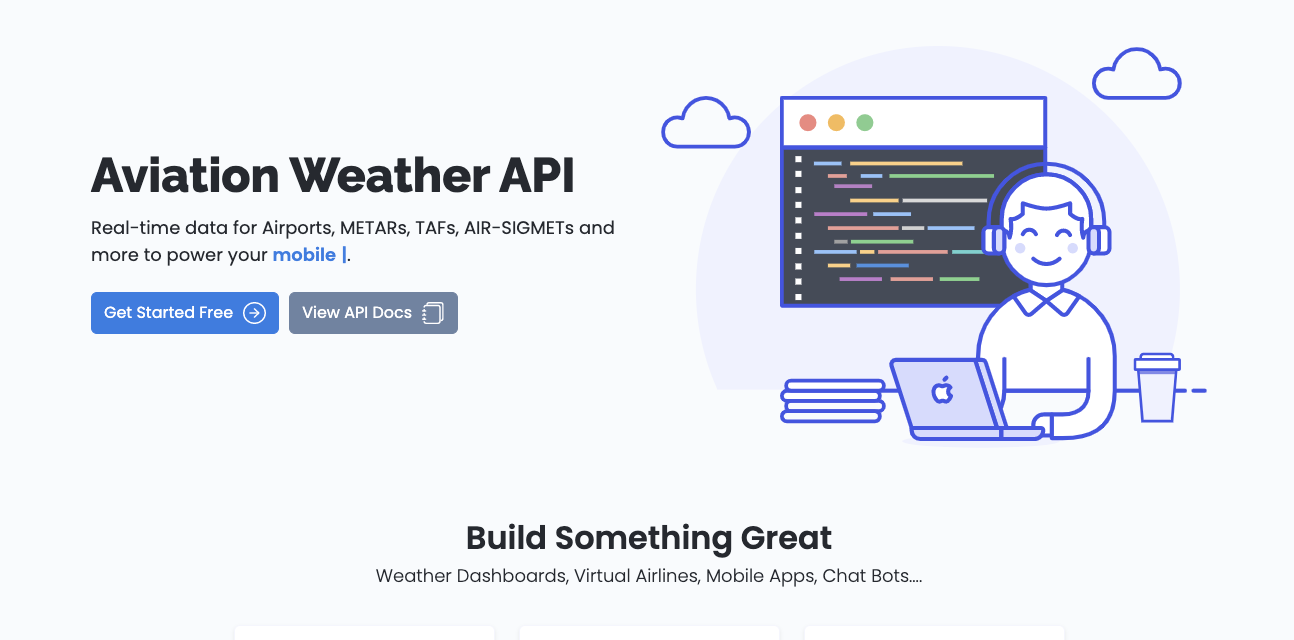 Aviation Weather API
Real-time data for Airports, METARs, TAFs, AIR-SIGMETs and
more to power your mobile |.
Get Started Free
View API Docs
Build Something Great
Weather Dashboards, Virtual Airlines, Mobile Apps, Chat Bots....